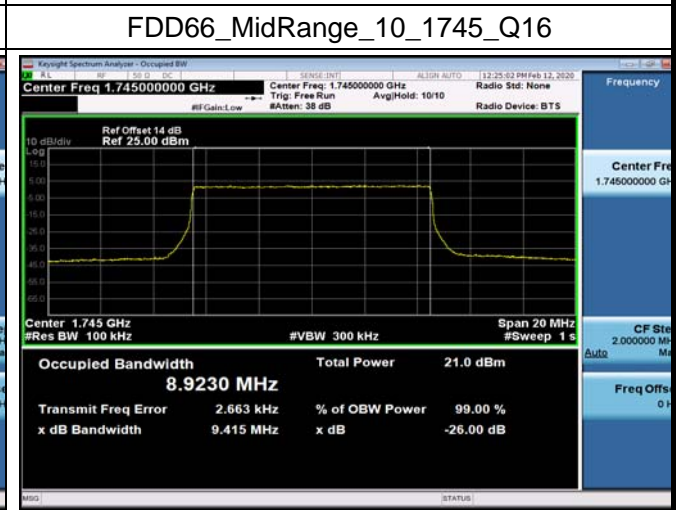 FDD66_MidRange_10_1745_Q16
Keysight Spectrum Analyzer - Occupied BW
RL RF 50 Ω DC SENSE:INT ALIGN AUTO 12:25:02 PM Feb 12, 2020
Center Freq 1.745000000 GHz Center Freq: 1.745000000 GHz Radio Std: None Frequency
Trig: Free Run Avg|Hold: 10/10
#IFGain:Low #Atten: 38 dB Radio Device: BTS
Ref Offset 14 dB
10 dB/div Ref 25.00 dBm
Log
15.0
5.00
-5.00
-15.0
-25.0
-35.0
-45.0
-55.0
-65.0
Center Fre
1.745000000 GH
Center 1.745 GHz Span 20 MHz
#Res BW 100 kHz #VBW 300 kHz #Sweep 1 s
CF Ste
2.000000 MH
Auto Ma
Occupied Bandwidth Total Power 21.0 dBm
8.9230 MHz
Freq Offs
0 H
Transmit Freq Error 2.663 kHz % of OBW Power 99.00 %
x dB Bandwidth 9.415 MHz x dB -26.00 dB
MSG STATUS